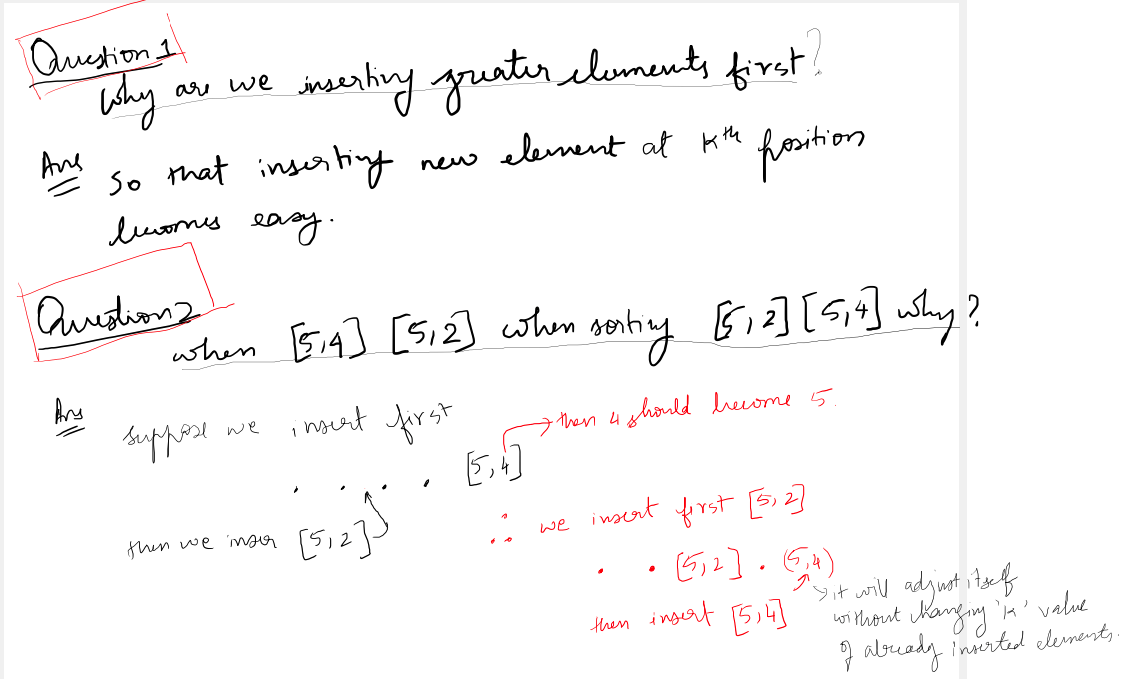 Question 1
Why are we inserting greater elements first?
Ans
So that inserting new element at Kth position
becomes easy.
Question 2
when [5,4] [5,2] when sorting [5,2] [5,4] why?
Ans
suppose we insert first
. . . . [5,4] → then 4 should become 5.
then we inser [5,2]
∴ we insert first [5,2]
. . [5,2] . (5,4)
then insert [5,4]
→ it will adjust itself
without changing 'K' value
of already inserted elements.